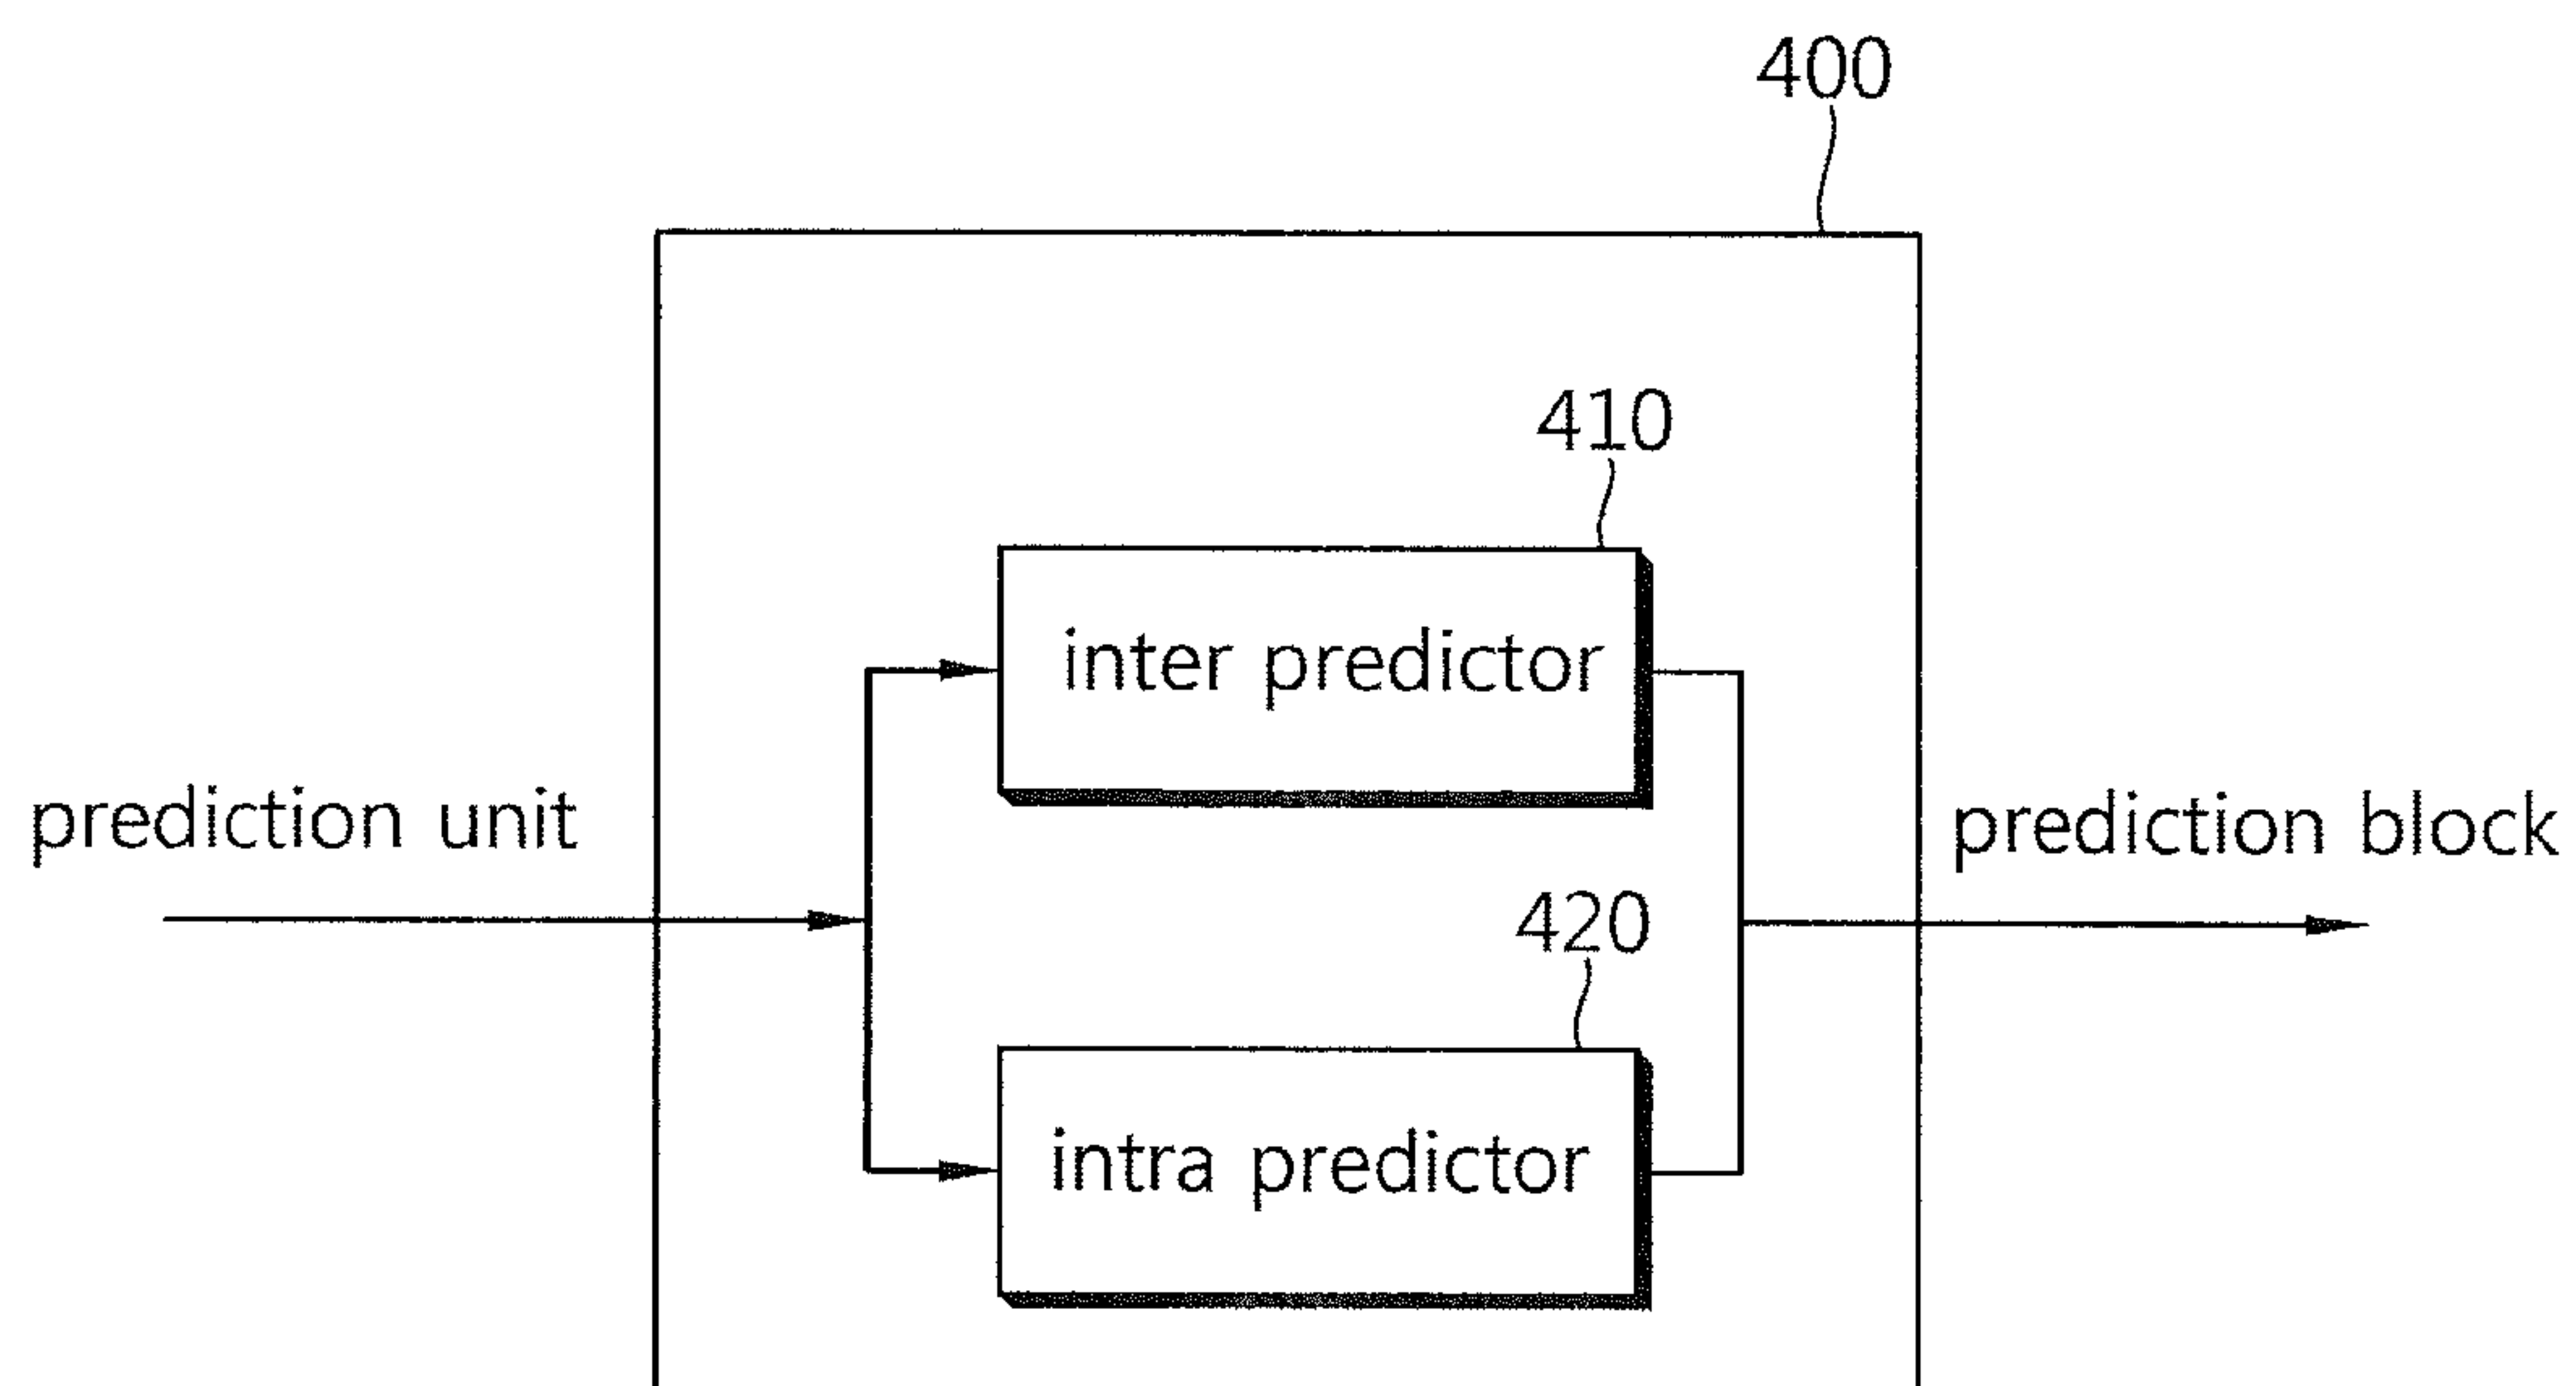 400
410
inter predictor
prediction unit
prediction block
420
intra predictor